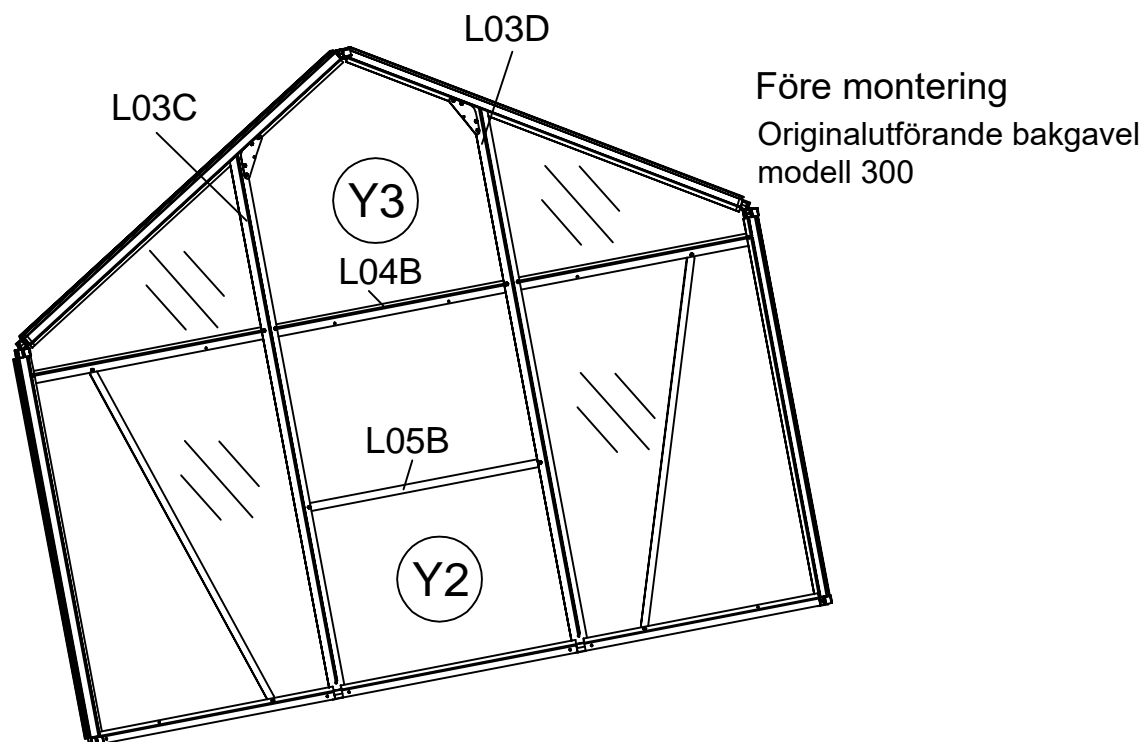 L03D
L03C
Före montering
Originalutförande bakgavel
modell 300
Y3
L04B
L05B
Y2